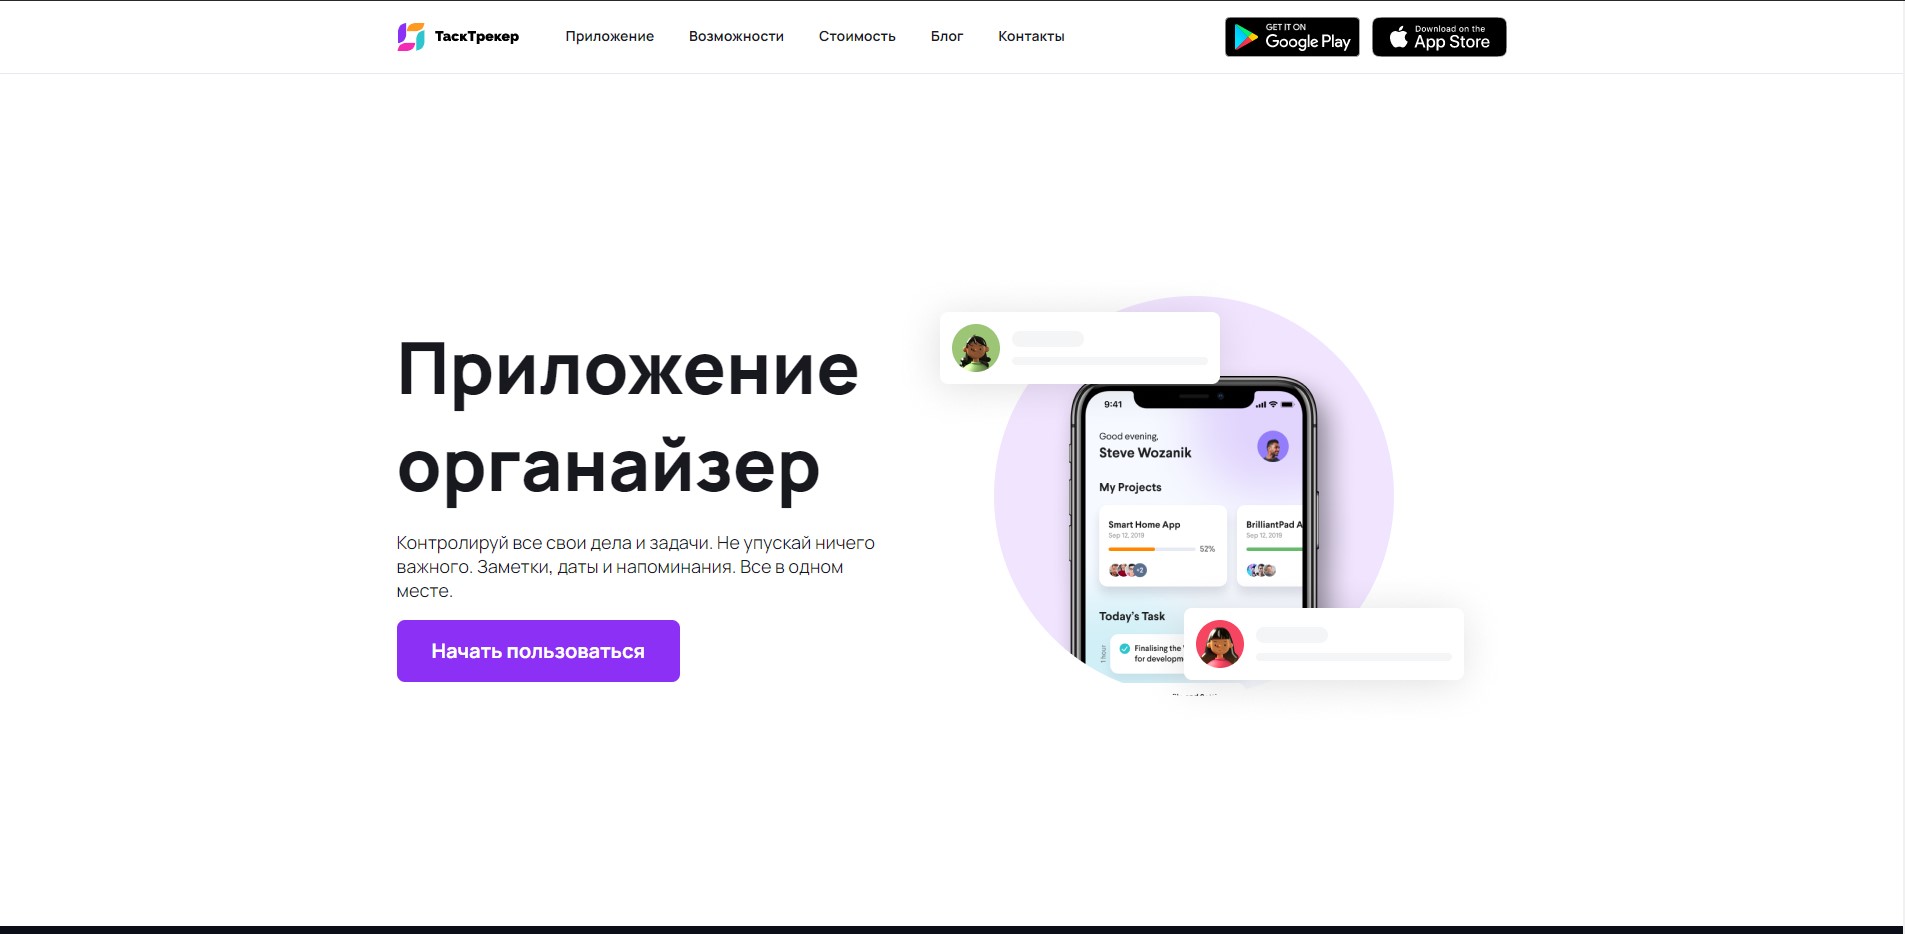 ТаскТрекер
Приложение
Возможности
Стоимость
Блог
Контакты
GET IT ON
Google Play
Download on the
App Store
Приложение
органайзер
Контролируй все свои дела и задачи. Не упускай ничего
важного. Заметки, даты и напоминания. Все в одном
месте.
Начать пользоваться
9:41
Good evening,
Steve Wozanik
My Projects
Smart Home App
Sep 12, 2019
52%
+2
BrilliantPad A
Sep 12, 2019
Today's Task
1 hour
Finalising the
for developm